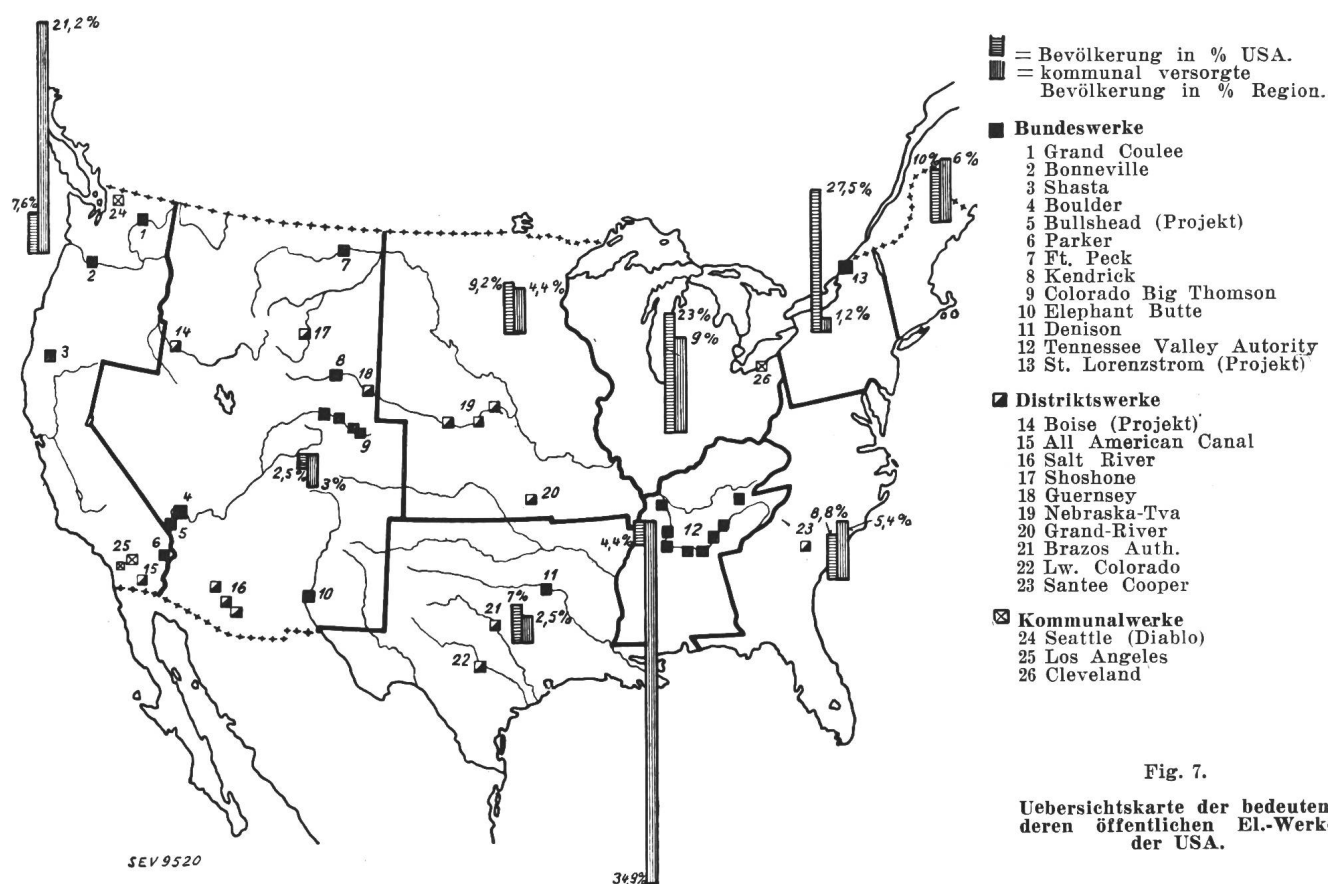 21,2%
7,6%
24
1
2
3
7
14
17
8
18
9
19
2,5%
3%
9,2%
4,4%
23%
9%
26
27,5%
1,2%
13
10%
6%
4
5
6
25
15
16
10
20
4,4%
12
23
8,8%
5,4%
11
7%
2,5%
21
22
34,9%
SEV 9520
= Bevölkerung in % USA.
= kommunal versorgte
Bevölkerung in % Region.
Bundeswerke
1 Grand Coulee
2 Bonneville
3 Shasta
4 Boulder
5 Bullshead (Projekt)
6 Parker
7 Ft. Peck
8 Kendrick
9 Colorado Big Thomson
10 Elephant Butte
11 Denison
12 Tennessee Valley Autority
13 St. Lorenzstrom (Projekt)
Distriktswerke
14 Boise (Projekt)
15 All American Canal
16 Salt River
17 Shoshone
18 Guernsey
19 Nebraska-Tva
20 Grand-River
21 Brazos Auth.
22 Lw. Colorado
23 Santee Cooper
Kommunalwerke
24 Seattle (Diablo)
25 Los Angeles
26 Cleveland
Fig. 7.
Uebersichtskarte der bedeuten
deren öffentlichen El.-Werk
der USA.